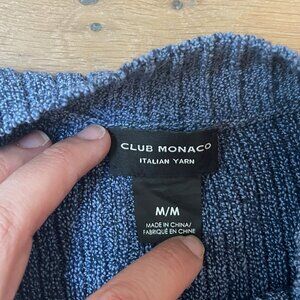 CLUB MONACO
ITALIAN YARN
M/M
MADE IN CHINA/
FABRIQUÉ EN CHINE